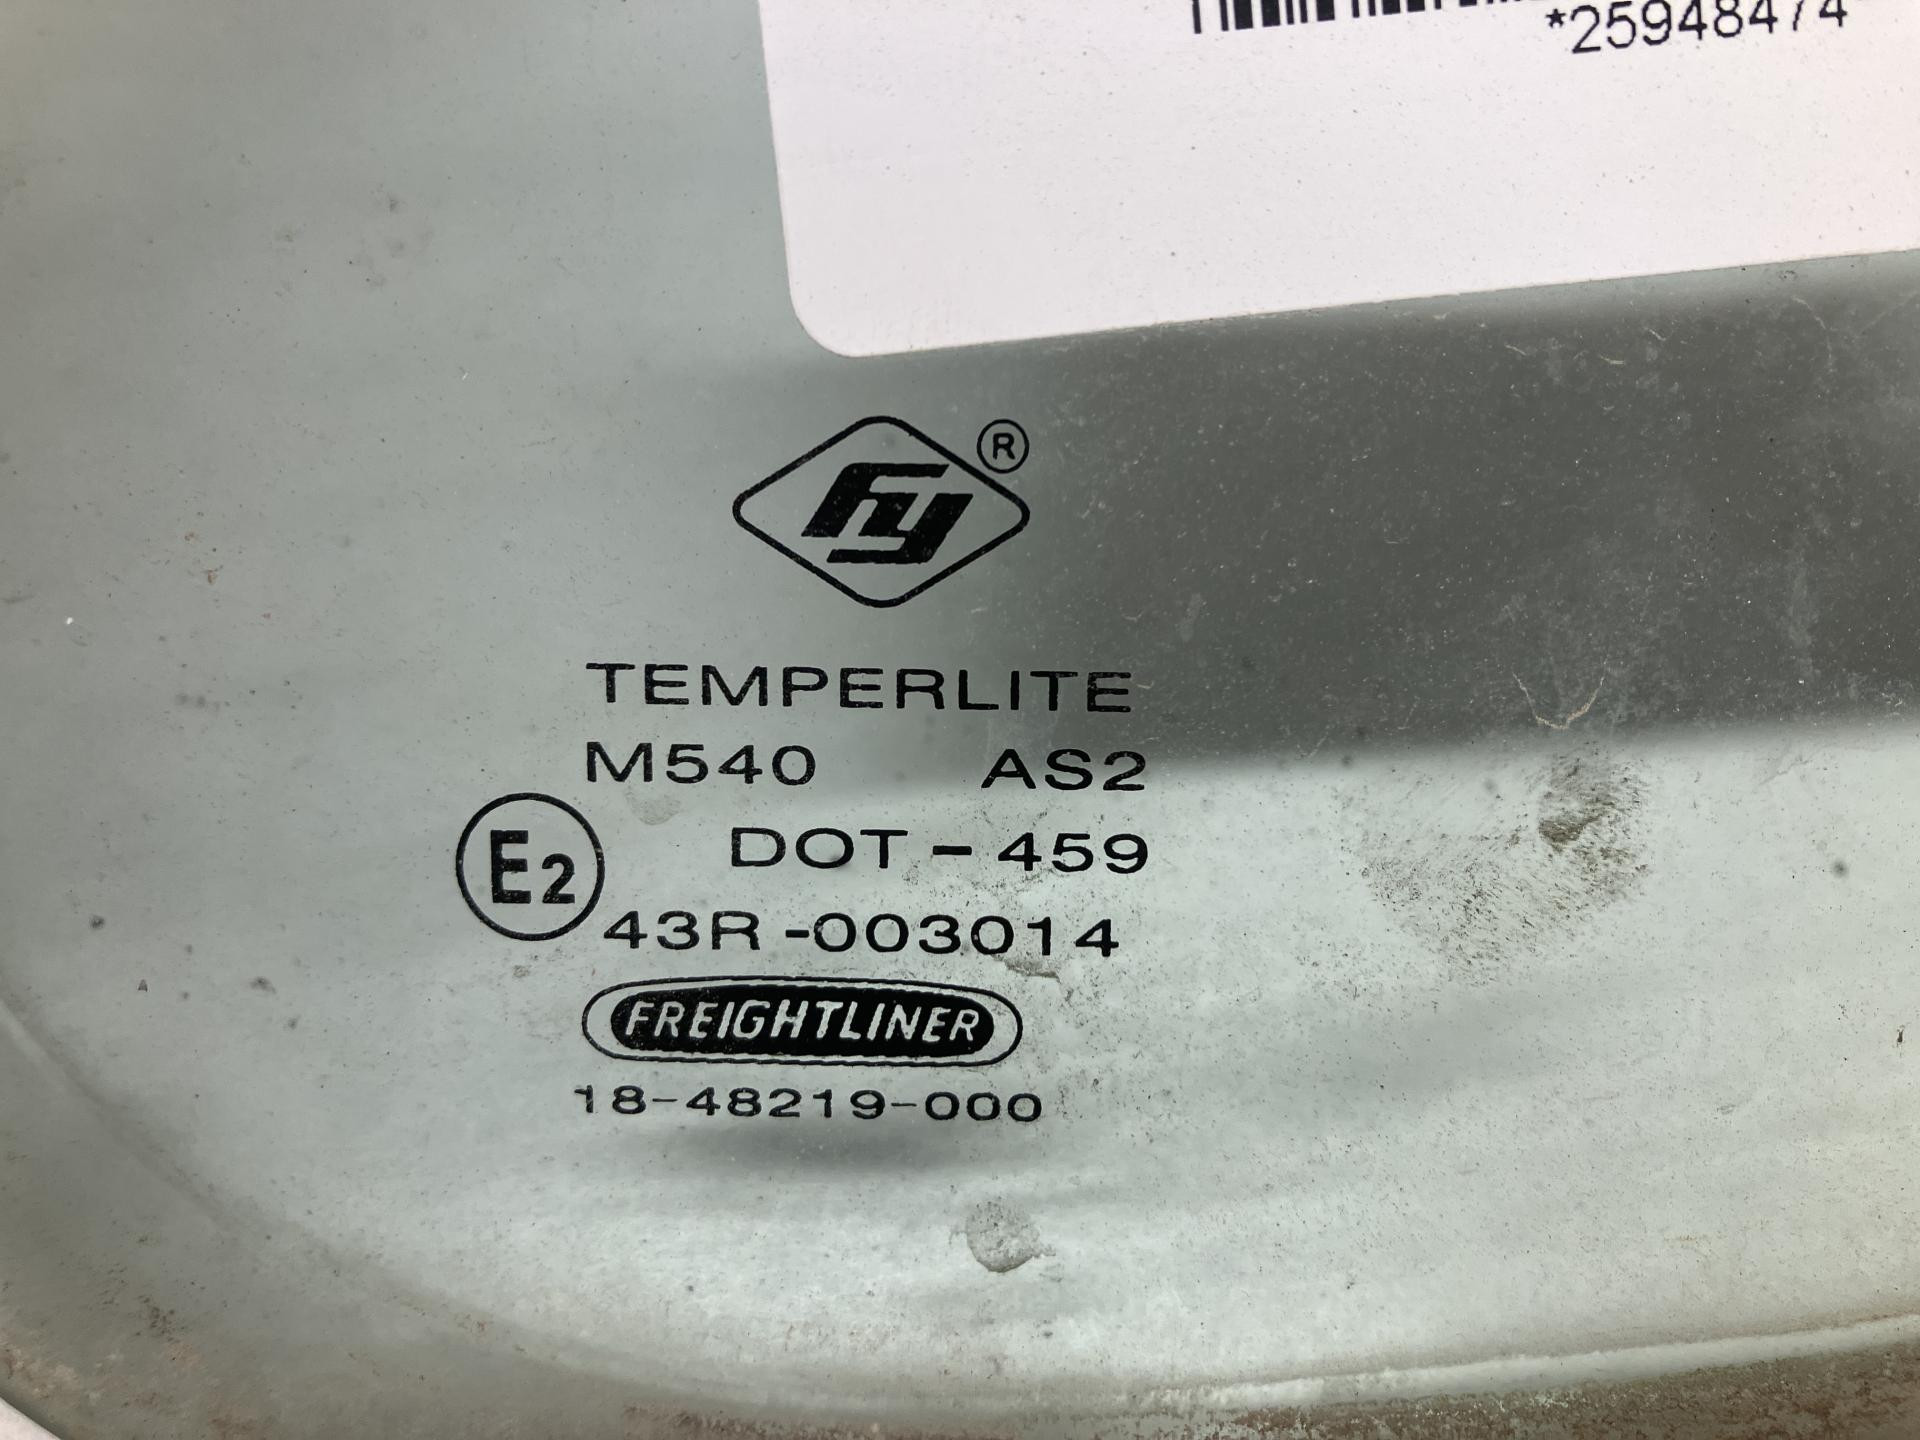 *25948474
FY ®
TEMPERLITE
M540 AS2
DOT - 459
E2
43R -003014
FREIGHTLINER
18-48219-000